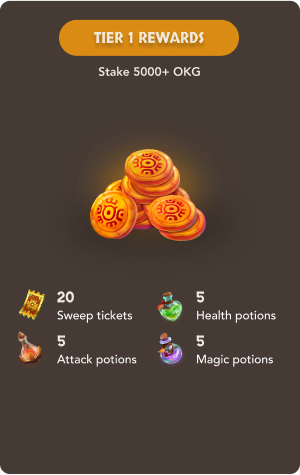 TIER 1 REWARDS
Stake 5000+ OKG
20
Sweep tickets
5
Health potions
5
Attack potions
5
Magic potions